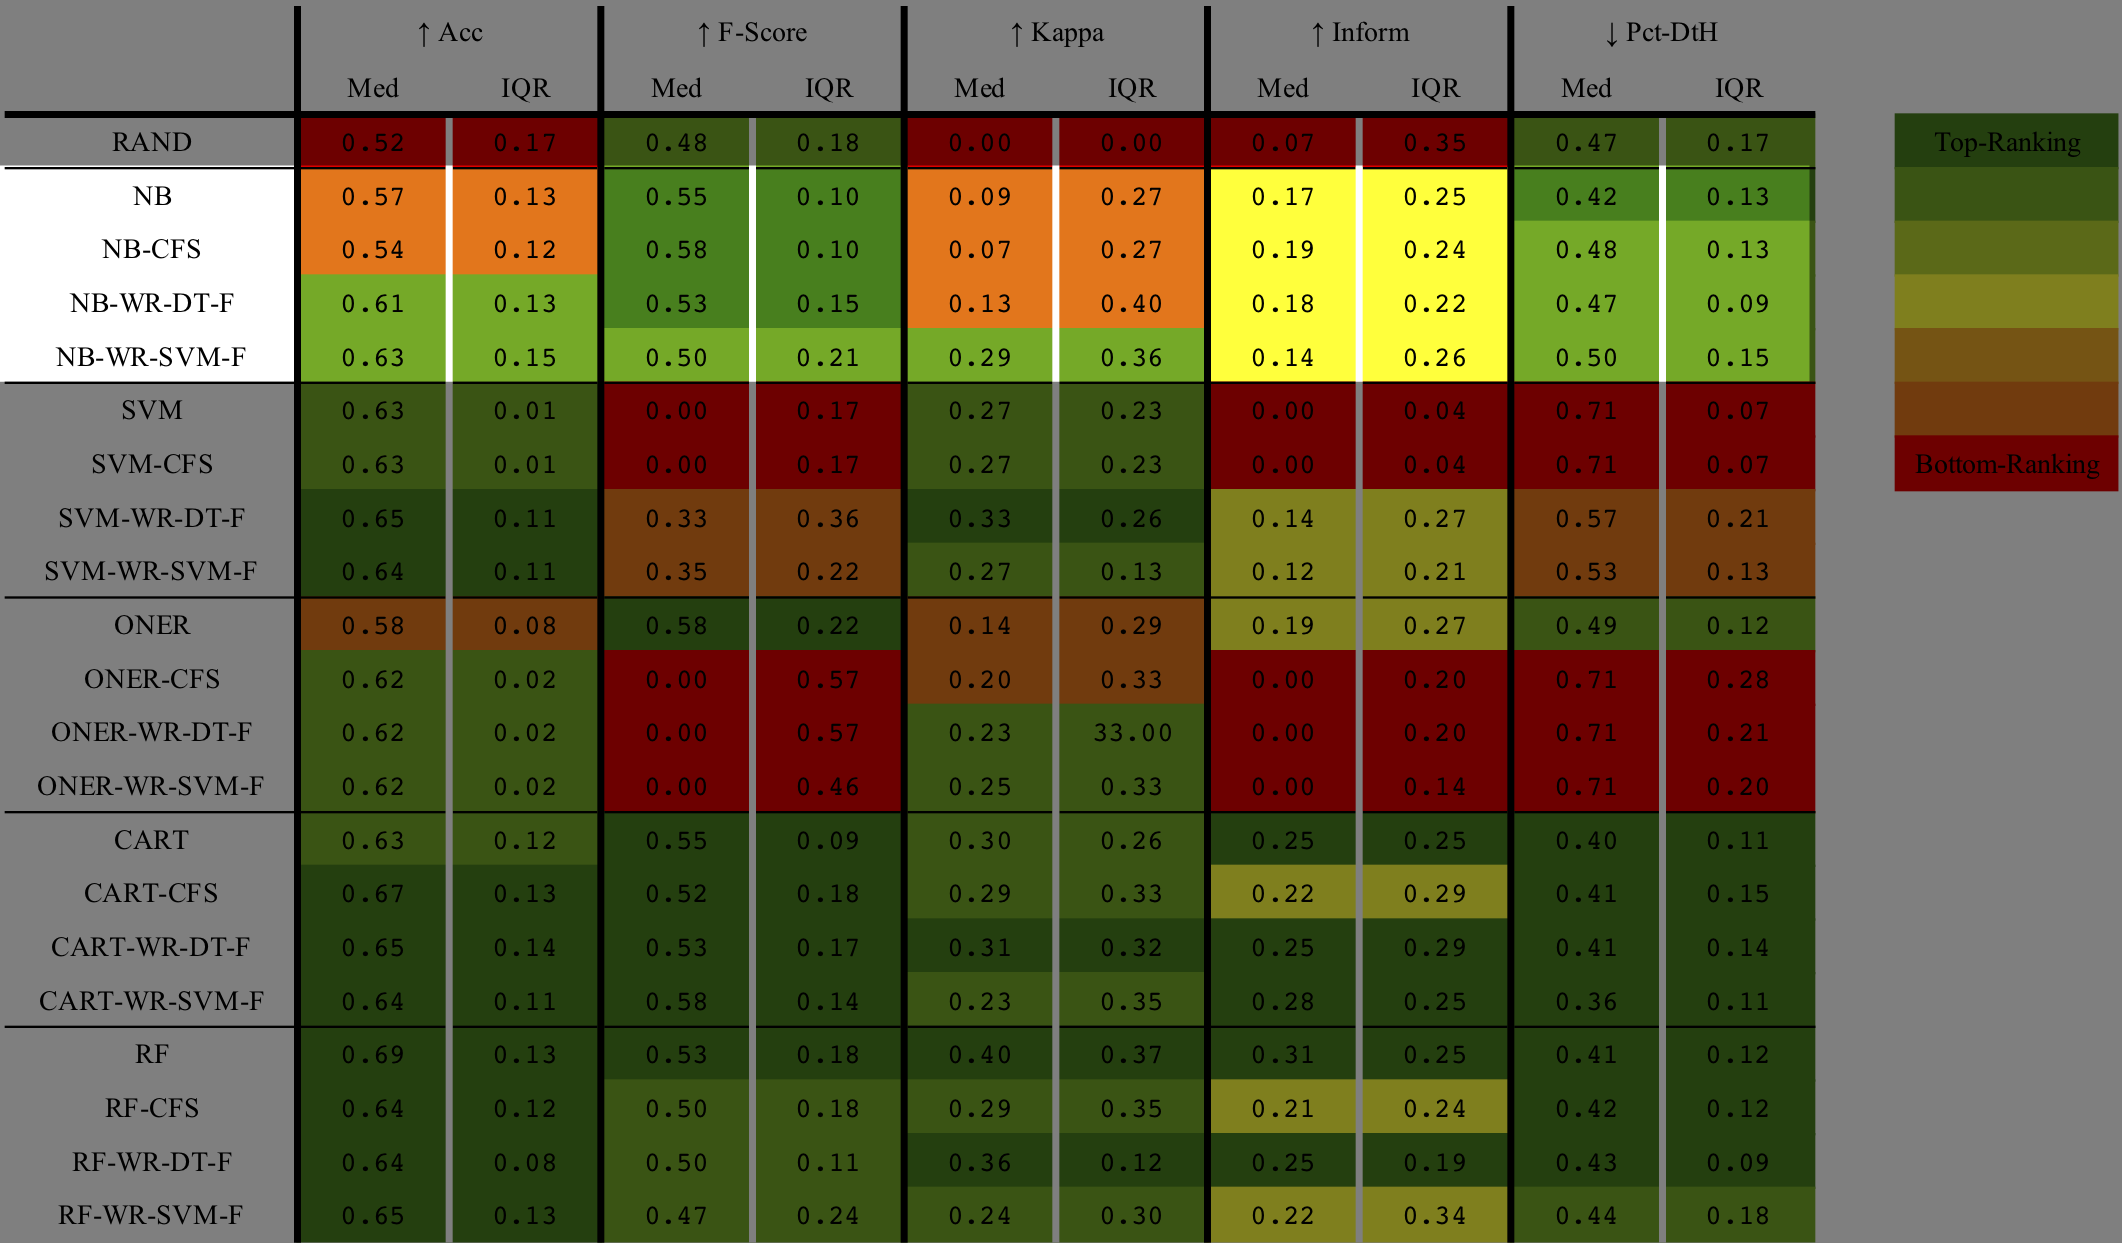 ↑ Acc ↑ F-Score ↑ Kappa ↑ Inform ↓ Pct-DtH
Med IQR Med IQR Med IQR Med IQR Med IQR
RAND 0.52 0.17 0.48 0.18 0.00 0.00 0.07 0.35 0.47 0.17 Top-Ranking
NB 0.57 0.13 0.55 0.10 0.09 0.27 0.17 0.25 0.42 0.13
NB-CFS 0.54 0.12 0.58 0.10 0.07 0.27 0.19 0.24 0.48 0.13
NB-WR-DT-F 0.61 0.13 0.53 0.15 0.13 0.40 0.18 0.22 0.47 0.09
NB-WR-SVM-F 0.63 0.15 0.50 0.21 0.29 0.36 0.14 0.26 0.50 0.15
SVM 0.63 0.01 0.00 0.17 0.27 0.23 0.00 0.04 0.71 0.07
SVM-CFS 0.63 0.01 0.00 0.17 0.27 0.23 0.00 0.04 0.71 0.07 Bottom-Ranking
SVM-WR-DT-F 0.65 0.11 0.33 0.36 0.33 0.26 0.14 0.27 0.57 0.21
SVM-WR-SVM-F 0.64 0.11 0.35 0.22 0.27 0.13 0.12 0.21 0.53 0.13
ONER 0.58 0.08 0.58 0.22 0.14 0.29 0.19 0.27 0.49 0.12
ONER-CFS 0.62 0.02 0.00 0.57 0.20 0.33 0.00 0.20 0.71 0.28
ONER-WR-DT-F 0.62 0.02 0.00 0.57 0.23 33.00 0.00 0.20 0.71 0.21
ONER-WR-SVM-F 0.62 0.02 0.00 0.46 0.25 0.33 0.00 0.14 0.71 0.20
CART 0.63 0.12 0.55 0.09 0.30 0.26 0.25 0.25 0.40 0.11
CART-CFS 0.67 0.13 0.52 0.18 0.29 0.33 0.22 0.29 0.41 0.15
CART-WR-DT-F 0.65 0.14 0.53 0.17 0.31 0.32 0.25 0.29 0.41 0.14
CART-WR-SVM-F 0.64 0.11 0.58 0.14 0.23 0.35 0.28 0.25 0.36 0.11
RF 0.69 0.13 0.53 0.18 0.40 0.37 0.31 0.25 0.41 0.12
RF-CFS 0.64 0.12 0.50 0.18 0.29 0.35 0.21 0.24 0.42 0.12
RF-WR-DT-F 0.64 0.08 0.50 0.11 0.36 0.12 0.25 0.19 0.43 0.09
RF-WR-SVM-F 0.65 0.13 0.47 0.24 0.24 0.30 0.22 0.34 0.44 0.18